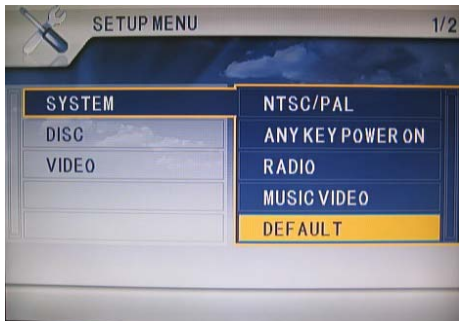 SETUP MENU 1/2
SYSTEM
DISC
VIDEO
NTSC/PAL
ANY KEY POWER ON
RADIO
MUSIC VIDEO
DEFAULT